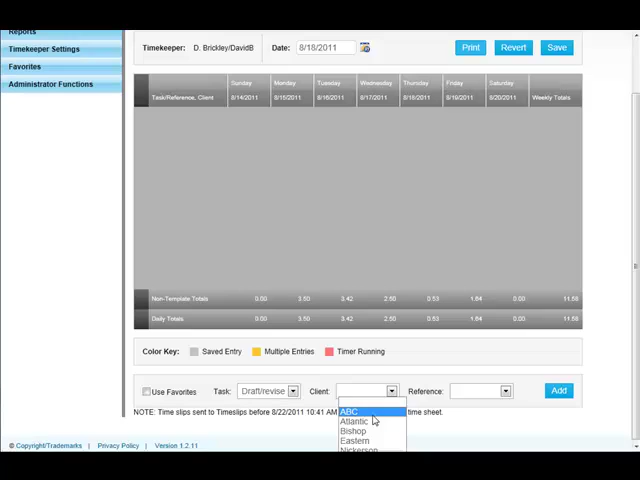 Reports
Timekeeper Settings
Favorites
Administrator Functions
Timekeeper: D. Brickley/DavidB Date: 8/18/2011 Print Revert Save
Sunday Monday Tuesday Wednesday Thursday Friday Saturday
Task/Reference, Client 8/14/2011 8/15/2011 8/16/2011 8/17/2011 8/18/2011 8/19/2011 8/20/2011 Weekly Totals
Non-Template Totals 0.00 3.50 3.42 2.50 0.53 1.64 0.00 11.58
Daily Totals 0.00 3.50 3.42 2.50 0.53 1.64 0.00 11.58
Color Key: Saved Entry Multiple Entries Timer Running
Use Favorites Task: Draft/revise Client: Reference: Add
ABC
NOTE: Time slips sent to Timeslips before 8/22/2011 10:41 AM time sheet.
Atlantic
Bishop
Eastern
Nickerson
© Copyright/Trademarks | Privacy Policy | Version 1.2.11